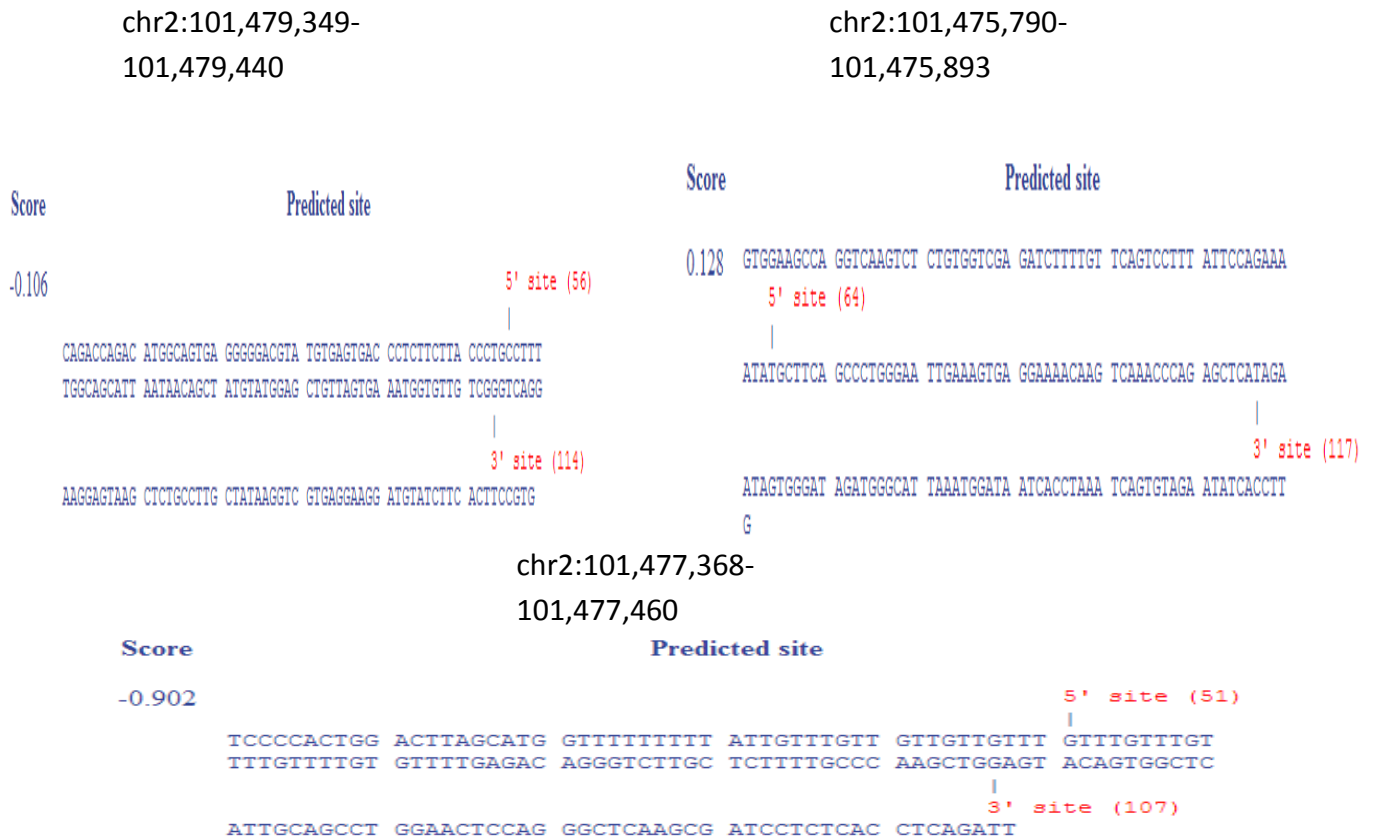 chr2:101,479,349-
101,479,440
Score Predicted site
-0.106
5' site (56)
CAGACCAGAC ATGGCAGTGA GGGGGACGTA TGTGAGTGAC CCTCTTCTTA CCCTGCCTTT
TGGCAGCATT AATAACAGCT ATGTATGGAG CTGTTAGTGA AATGGTGTTG TCGGGTCAGG
3' site (114)
AAGGAGTAAG CTCTGCCTTG CTATAAGGTC GTGAGGAAGG ATGTATCTTC ACTTCCGTG
chr2:101,475,790-
101,475,893
Score Predicted site
0.128 GTGGAAGCCA GGTCAAGTCT CTGTGGTCGA GATCTTTTGT TCAGTCCTTT ATTCCAGAAA
5' site (64)
ATATGCTTCA GCCCTGGGAA TTGAAAGTGA GGAAAACAAG TCAAACCCAG AGCTCATAGA
3' site (117)
ATAGTGGGAT AGATGGGCAT TAAATGGATA ATCACCTAAA TCAGTGTAGA ATATCACCTT
G
chr2:101,477,368-
101,477,460
Score Predicted site
-0.902 5' site (51)
TCCCCACTGG ACTTAGCATG GTTTTTTTTT ATTGTTTGTT GTTGTTGTTT GTTTGTTTGT
TTTGTTTTGT GTTTTGAGAC AGGGTCTTGC TCTTTTGCCC AAGCTGGAGT ACAGTGGCTC
3' site (107)
ATTGCAGCCT GGAACTCCAG GGCTCAAGCG ATCCTCTCAC CTCAGATT